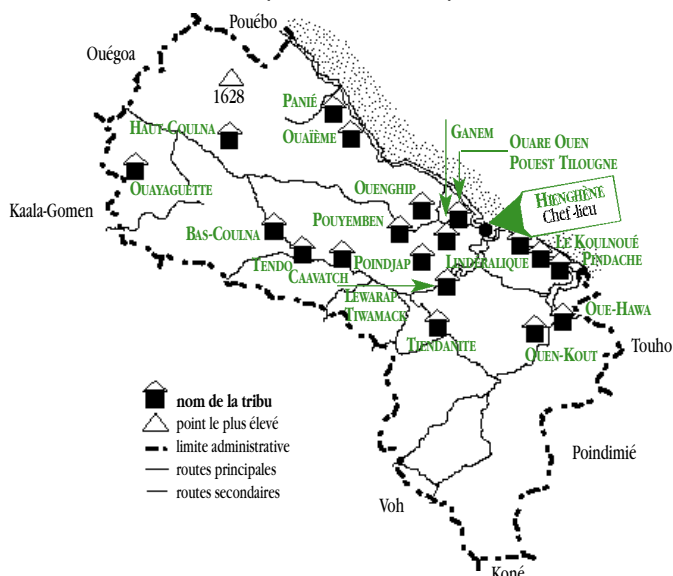 Pouébo
Ouégoa
1628
PANIÉ
OUAÏÈME
HAUT-COULNA
OUAYAGUETTE
Kaala-Gomen
GANEM
OUARE OUEN
POUEST TILOUGNE
OUENGHIP
HIENGHÈNE
Chef-lieu
POUYEMBEN
BAS-COULNA
LE KOULNOUÉ
LINDÉRALIQUE
PINDACHE
POINDJAP
TENDO
CAAVATCH
LEWARAP
TIWAMACK
OUE-HAWA
TIENDANITE
OUEN-KOUT
Touho
nom de la tribu
point le plus élevé
limite administrative
routes principales
routes secondaires
Poindimié
Voh
Koné